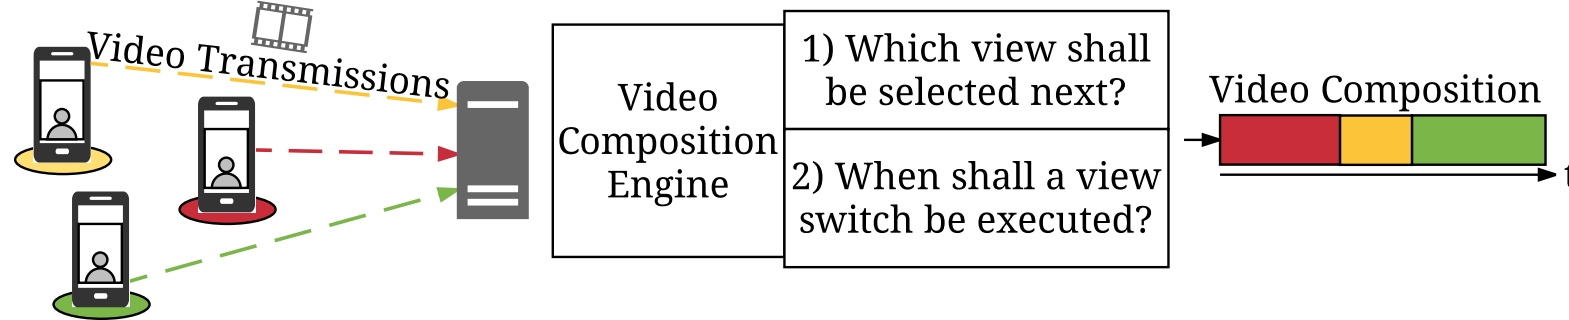 Video Transmissions
Video
Composition
Engine
1) Which view shall
be selected next?
2) When shall a view
switch be executed?
Video Composition
t